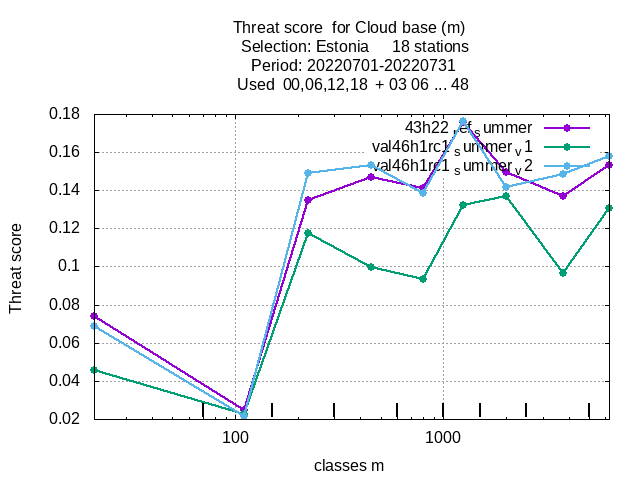 Threat score for Cloud base (m)
Selection: Estonia 18 stations
Period: 20220701-20220731
Used 00,06,12,18 + 03 06 ... 48
0.18
0.16
0.14
0.12
0.1
0.08
0.06
0.04
0.02
Threat score
43h22_ref_summer
val46h1rc1_summer_v1
val46h1rc1_summer_v2
100
1000
classes m